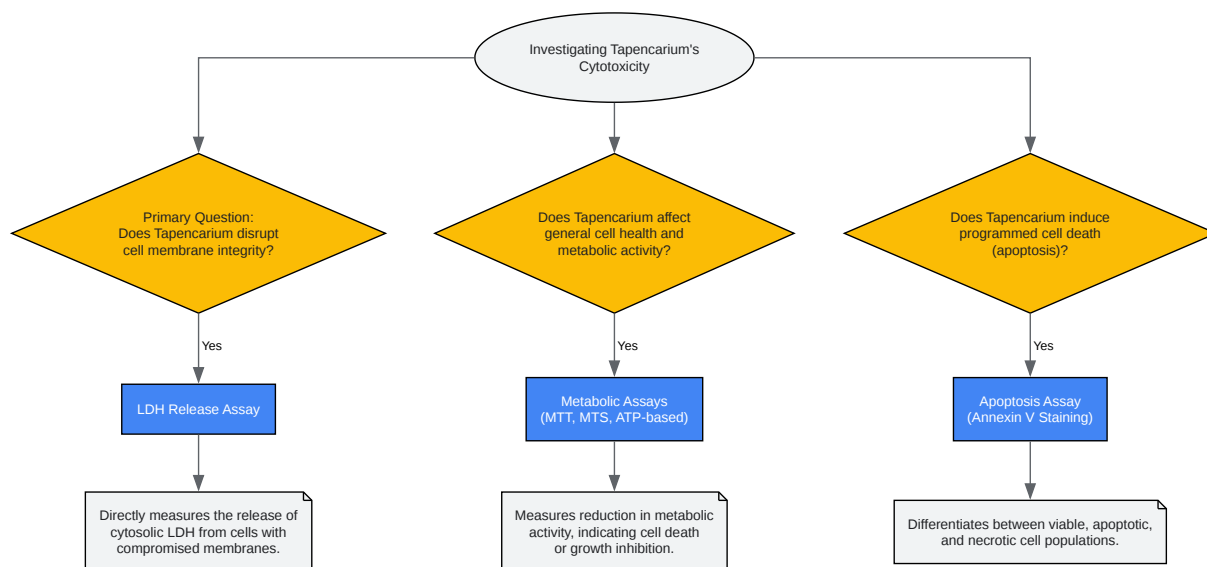 Investigating Tapencarium's
Cytotoxicity
Primary Question:
Does Tapencarium disrupt
cell membrane integrity?
Does Tapencarium affect
general cell health and
metabolic activity?
Does Tapencarium induce
programmed cell death
(apoptosis)?
Yes
Yes
Yes
LDH Release Assay
Metabolic Assays
(MTT, MTS, ATP-based)
Apoptosis Assay
(Annexin V Staining)
Directly measures the release of
cytosolic LDH from cells with
compromised membranes.
Measures reduction in metabolic
activity, indicating cell death
or growth inhibition.
Differentiates between viable, apoptotic,
and necrotic cell populations.